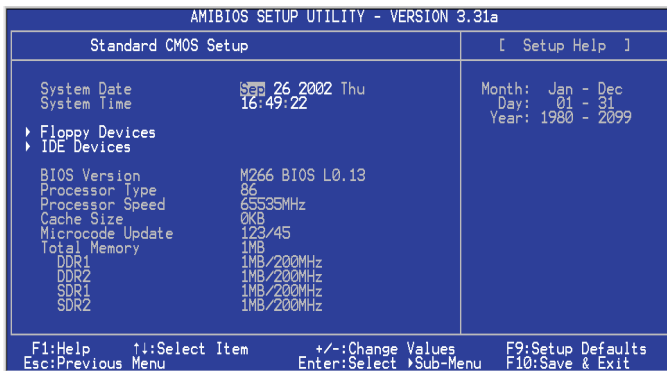 AMIBIOS SETUP UTILITY - VERSION 3.31a
Standard CMOS Setup
[ Setup Help ]
System Date Sep 26 2002 Thu
System Time 16:49:22
Month: Jan - Dec
Day: 01 - 31
Year: 1980 - 2099
Floppy Devices
IDE Devices
BIOS Version M266 BIOS L0.13
Processor Type 86
Processor Speed 65535MHz
Cache Size 0KB
Microcode Update 123/45
Total Memory 1MB
DDR1 1MB/200MHz
DDR2 1MB/200MHz
SDR1 1MB/200MHz
SDR2 1MB/200MHz
F1:Help ↑↓:Select Item +/-:Change Values F9:Setup Defaults
Esc:Previous Menu Enter:Select ▶Sub-Menu F10:Save & Exit